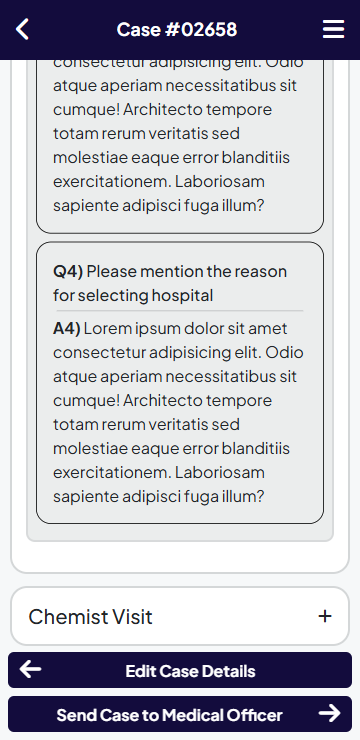 Case #02658
consectetur adipisicing elit. Odio
atque aperiam necessitatibus sit
cumque! Architecto tempore
totam rerum veritatis sed
molestiae eaque error blanditiis
exercitationem. Laboriosam
sapiente adipisci fuga illum?
Q4) Please mention the reason
for selecting hospital
A4) Lorem ipsum dolor sit amet
consectetur adipisicing elit. Odio
atque aperiam necessitatibus sit
cumque! Architecto tempore
totam rerum veritatis sed
molestiae eaque error blanditiis
exercitationem. Laboriosam
sapiente adipisci fuga illum?
Chemist Visit +
Edit Case Details
Send Case to Medical Officer